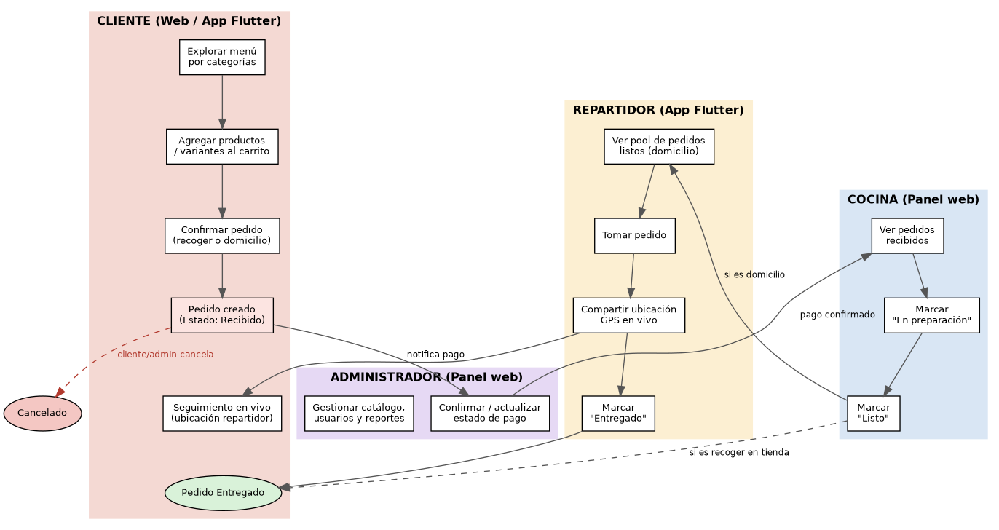 CLIENTE (Web / App Flutter)
Explorar menú
por categorías
Agregar productos
/ variantes al carrito
Confirmar pedido
(recoger o domicilio)
Pedido creado
(Estado: Recibido)
cliente/admin cancela
Cancelado
Seguimiento en vivo
(ubicación repartidor)
Pedido Entregado
notifica pago
ADMINISTRADOR (Panel web)
Gestionar catálogo,
usuarios y reportes
Confirmar / actualizar
estado de pago
REPARTIDOR (App Flutter)
Ver pool de pedidos
listos (domicilio)
Tomar pedido
Compartir ubicación
GPS en vivo
Marcar
"Entregado"
si es domicilio
pago confirmado
si es recoger en tienda
COCINA (Panel web)
Ver pedidos
recibidos
Marcar
"En preparación"
Marcar
"Listo"